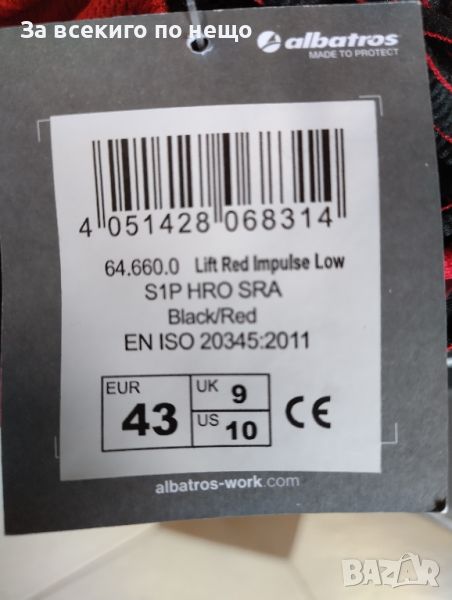 За всекиго по нещо
albatros
MADE TO PROTECT
4 051428 068314
64.660.0 Lift Red Impulse Low
S1P HRO SRA
Black/Red
EN ISO 20345:2011
EUR 43
UK 9
US 10
CE
albatros-work.com
BAZAR